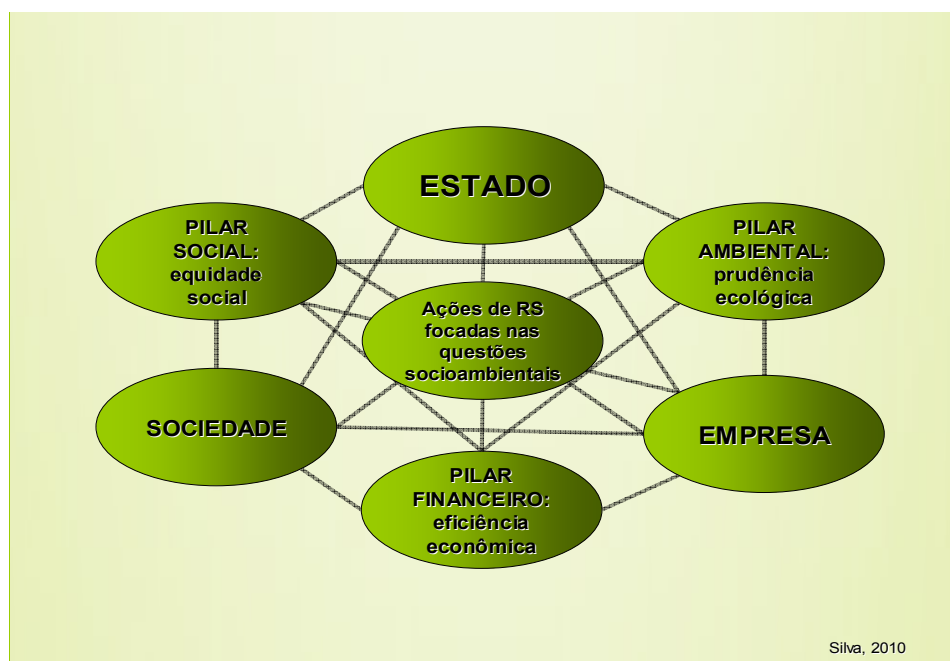 ESTADO
PILAR
SOCIAL:
equidade
social
PILAR
AMBIENTAL:
prudência
ecológica
Ações de RS
focadas nas
questões
socioambientais
SOCIEDADE
EMPRESA
PILAR
FINANCEIRO:
eficiência
econômica
Silva, 2010